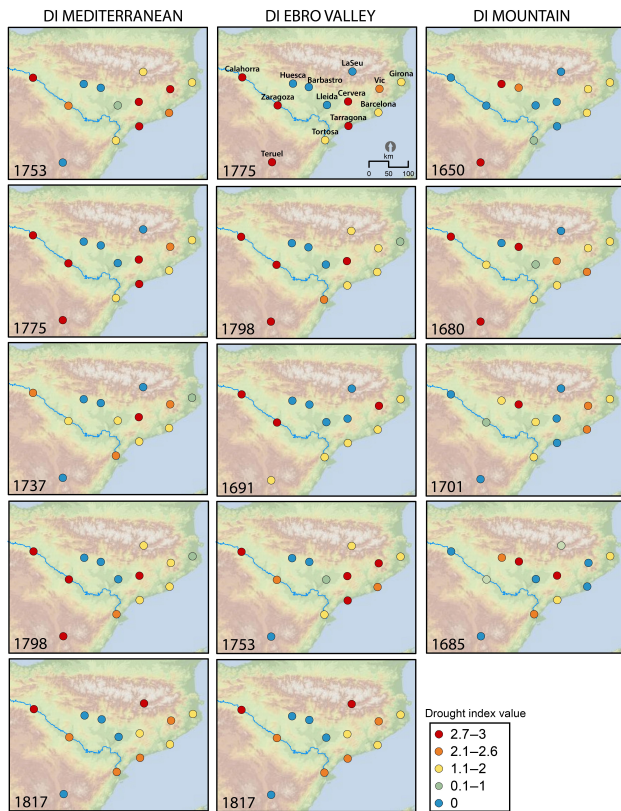 DI MEDITERRANEAN
DI EBRO VALLEY
DI MOUNTAIN
1753
Calahorra
Huesca
Barbastro
LaSeu
Girona
Vic
Zaragoza
Lleida
Cervera
Barcelona
Tarragona
Tortosa
Teruel
km
0 50 100
1775
1650
1775
1798
1680
1737
1691
1701
1798
1753
1685
1817
1817
Drought index value
2.7–3
2.1–2.6
1.1–2
0.1–1
0